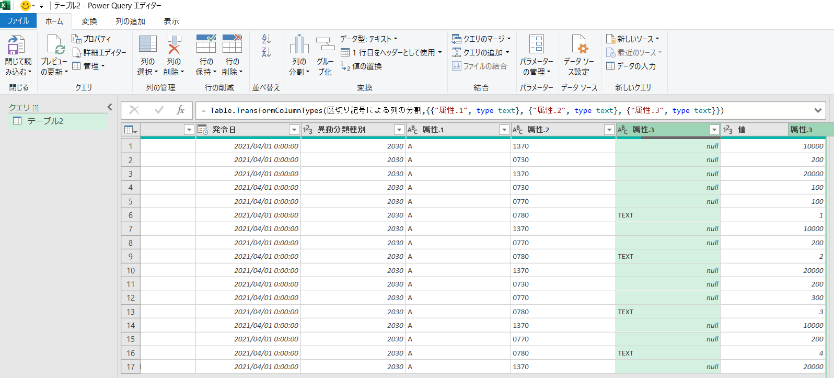 テーブル2 Power Query エディター
ファイル ホーム 変換 列の追加 表示
閉じて読み込む
プレビューの更新
プロパティ
詳細エディター
管理
列の選択 列の削除
行の保持 行の削除
列の分割 グループ化
データ型: テキスト
1 行目をヘッダーとして使用
値の置換
クエリのマージ
クエリの追加
ファイルの結合
パラメーターの管理
データ ソース設定
新しいソース
最近のソース
データの入力
閉じる クエリ 列の管理 行の削減 並べ替え 変換 結合 パラメーター データ ソース 新しいクエリ
クエリ [1]
テーブル2
= Table.TransformColumnTypes(区切り記号による列の分割,{{"属性.1", type text}, {"属性.2", type text}, {"属性.3", type text}})
発令日 異動分類種別 属性.1 属性.2 属性.3 値 属性.3
1 2021/04/01 0:00:00 2030 A 1370 null 10000
2 2021/04/01 0:00:00 2030 A 0730 null 200
3 2021/04/01 0:00:00 2030 A 1370 null 20000
4 2021/04/01 0:00:00 2030 A 0730 null 100
5 2021/04/01 0:00:00 2030 A 0770 null 100
6 2021/04/01 0:00:00 2030 A 0780 TEXT 1
7 2021/04/01 0:00:00 2030 A 1370 null 10000
8 2021/04/01 0:00:00 2030 A 0770 null 200
9 2021/04/01 0:00:00 2030 A 0780 TEXT 2
10 2021/04/01 0:00:00 2030 A 1370 null 20000
11 2021/04/01 0:00:00 2030 A 0730 null 200
12 2021/04/01 0:00:00 2030 A 0770 null 300
13 2021/04/01 0:00:00 2030 A 0780 TEXT 3
14 2021/04/01 0:00:00 2030 A 1370 null 10000
15 2021/04/01 0:00:00 2030 A 0770 null 200
16 2021/04/01 0:00:00 2030 A 0780 TEXT 4
17 2021/04/01 0:00:00 2030 A 1370 null 20000